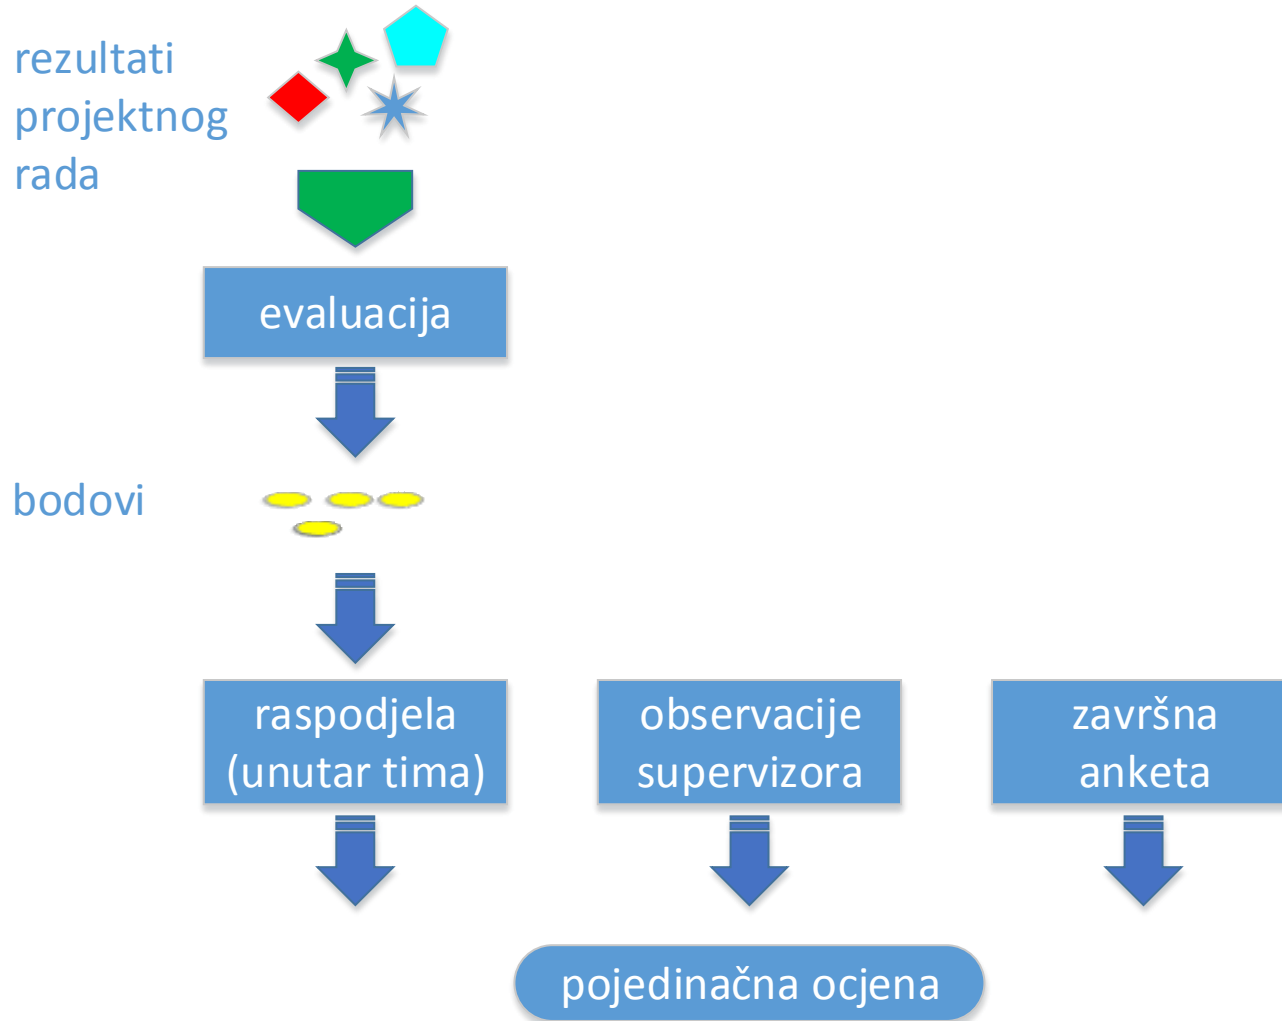 rezultati
projektnog
rada
evaluacija
bodovi
raspodjela
(unutar tima)
observacije
supervizora
završna
anketa
pojedinačna ocjena